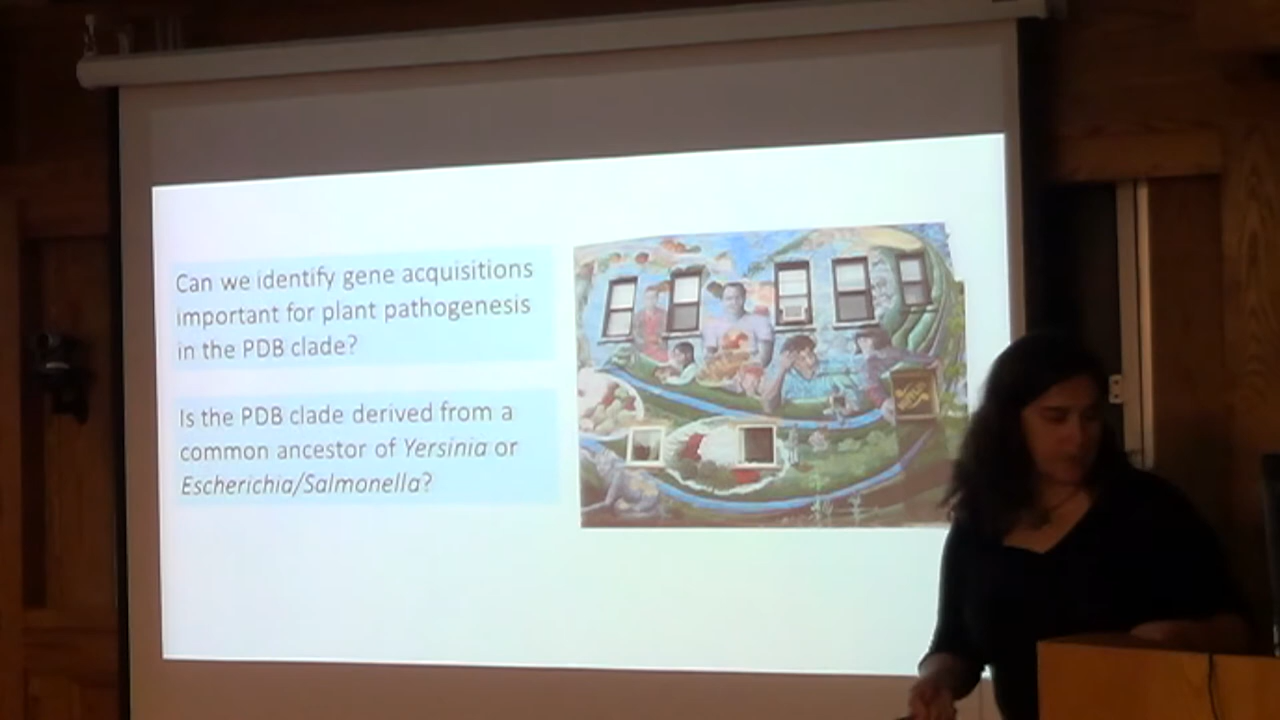 Can we identify gene acquisitions
important for plant pathogenesis
in the PDB clade?
Is the PDB clade derived from a
common ancestor of Yersinia or
Escherichia/Salmonella?